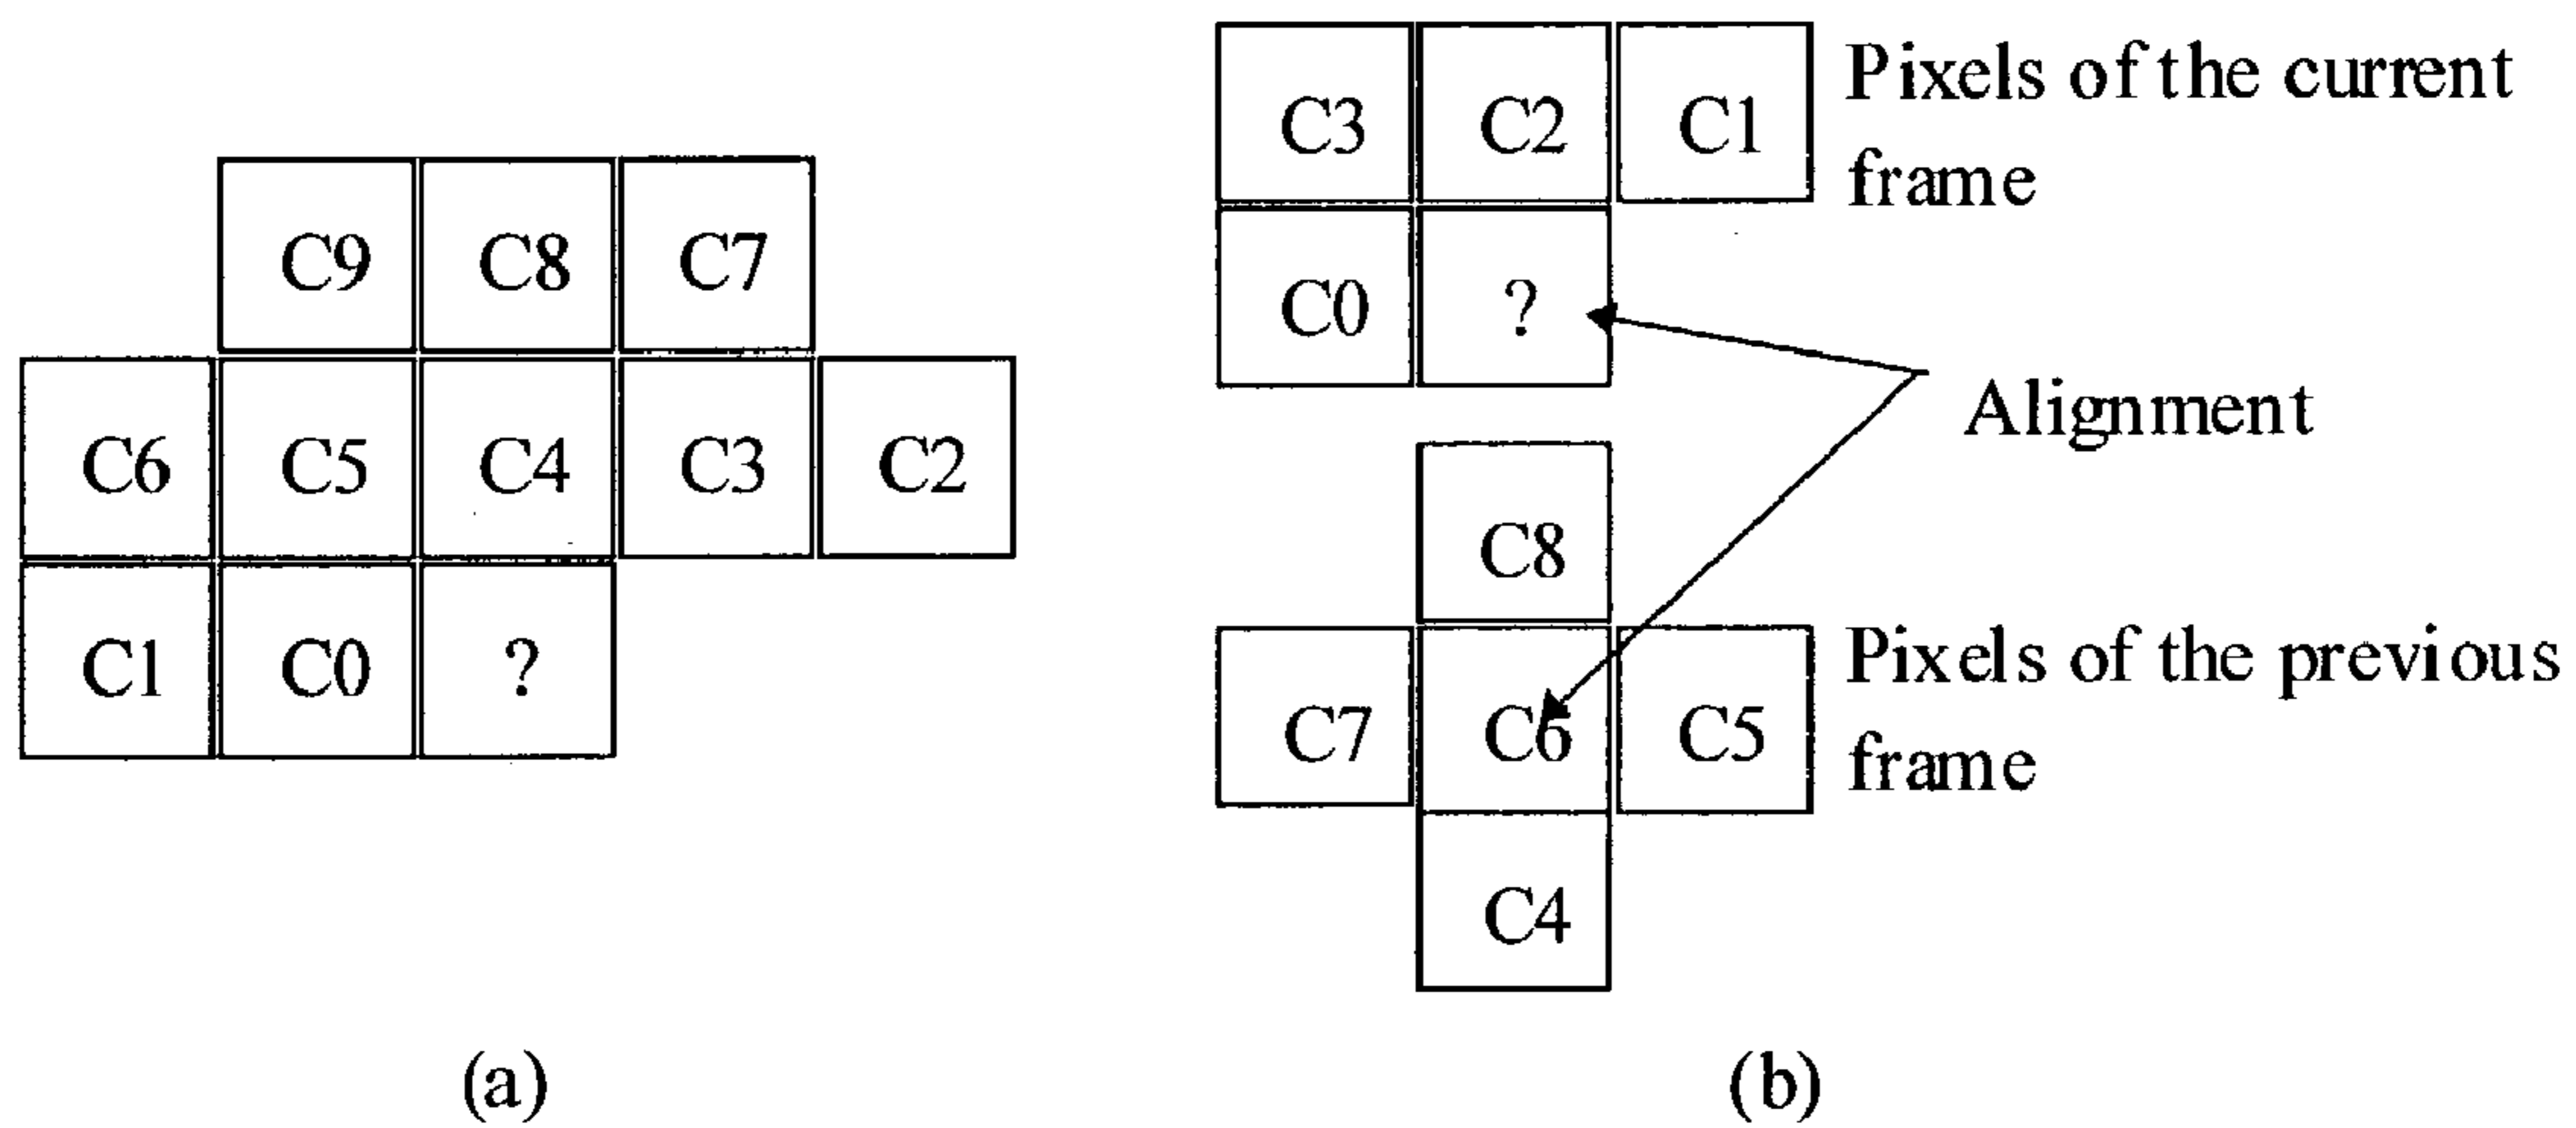 C9 C8 C7
C6 C5 C4 C3 C2
C1 C0 ?
(a)
C3 C2 C1
Pixels of the current
frame
C0 ?
Alignment
C8
Pixels of the previous
frame
C7 C6 C5
C4
(b)